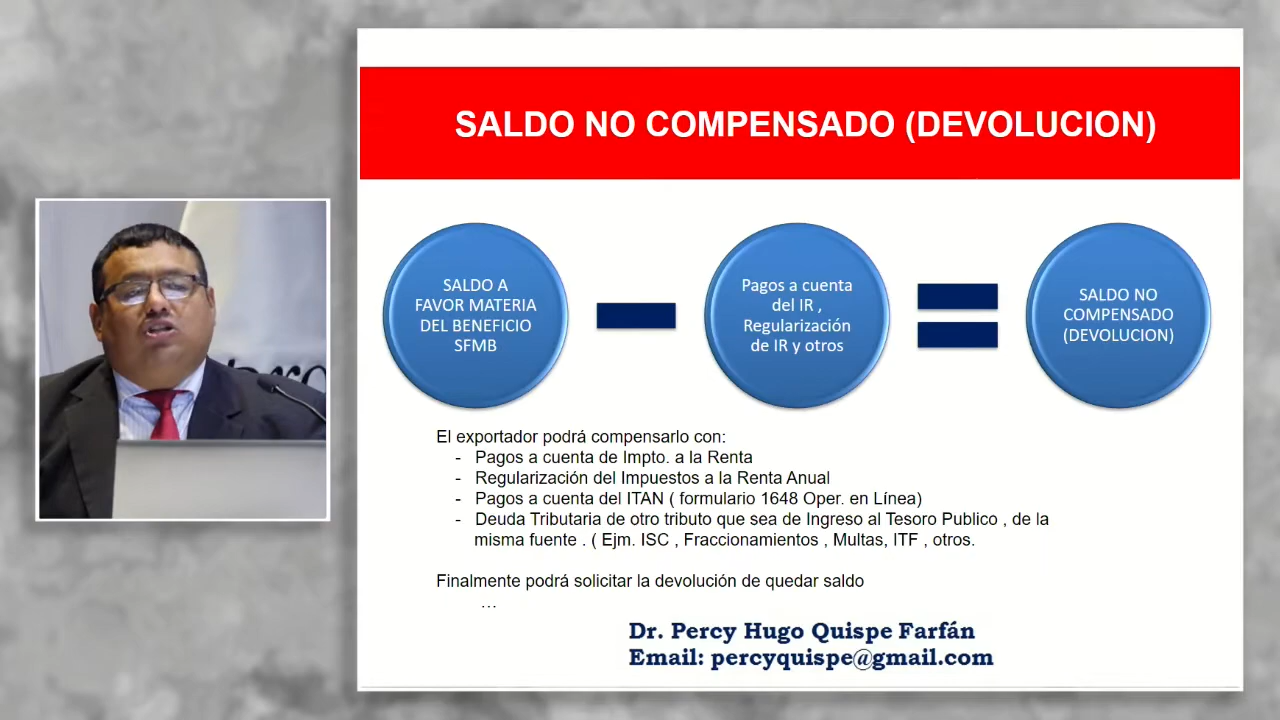 SALDO NO COMPENSADO (DEVOLUCION)
SALDO A
FAVOR MATERIA
DEL BENEFICIO
SFMB
Pagos a cuenta
del IR ,
Regularización
de IR y otros
SALDO NO
COMPENSADO
(DEVOLUCION)
El exportador podrá compensarlo con:
- Pagos a cuenta de Impto. a la Renta
- Regularización del Impuestos a la Renta Anual
- Pagos a cuenta del ITAN ( formulario 1648 Oper. en Línea)
- Deuda Tributaria de otro tributo que sea de Ingreso al Tesoro Publico , de la
misma fuente . ( Ejm. ISC , Fraccionamientos , Multas, ITF , otros.
Finalmente podrá solicitar la devolución de quedar saldo
...
Dr. Percy Hugo Quispe Farfán
Email: percyquispe@gmail.com